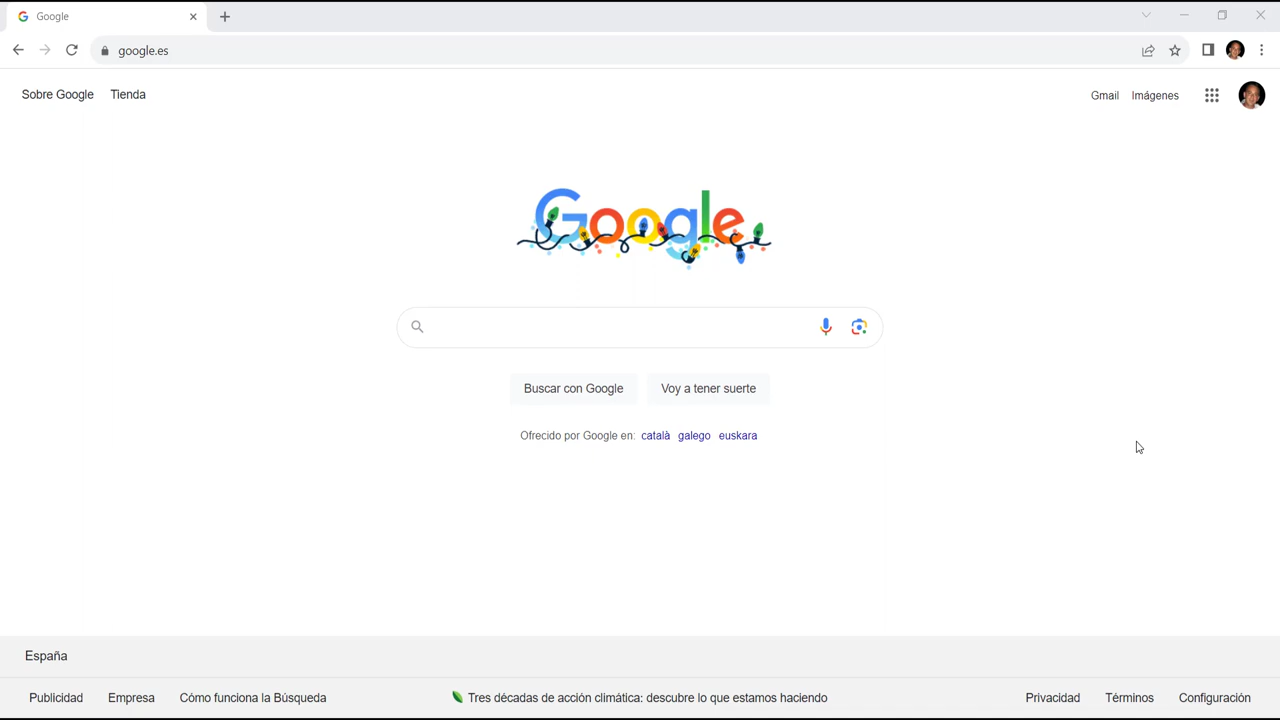 Google
google.es
Sobre Google Tienda
Gmail Imágenes
Google
Buscar con Google Voy a tener suerte
Ofrecido por Google en: català galego euskara
España
Publicidad Empresa Cómo funciona la Búsqueda
Tres décadas de acción climática: descubre lo que estamos haciendo
Privacidad Términos Configuración